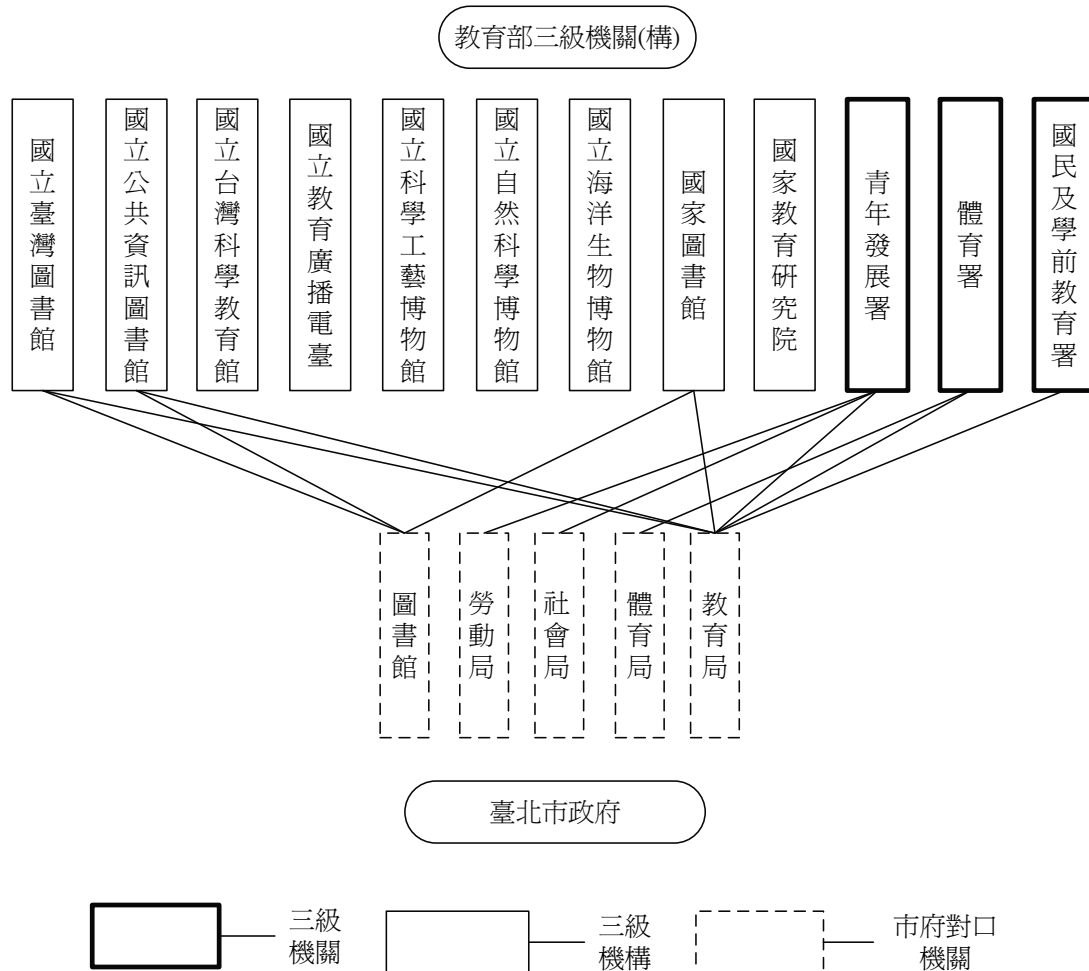 教育部三級機關(構)
國立臺灣圖書館
國立公共資訊圖書館
國立台灣科學教育館
國立教育廣播電臺
國立科學工藝博物館
國立自然科學博物館
國立海洋生物博物館
國家圖書館
國家教育研究院
青年發展署
體育署
國民及學前教育署
圖書館
勞動局
社會局
體育局
教育局
臺北市政府
三級
機關
三級
機構
市府對口
機關